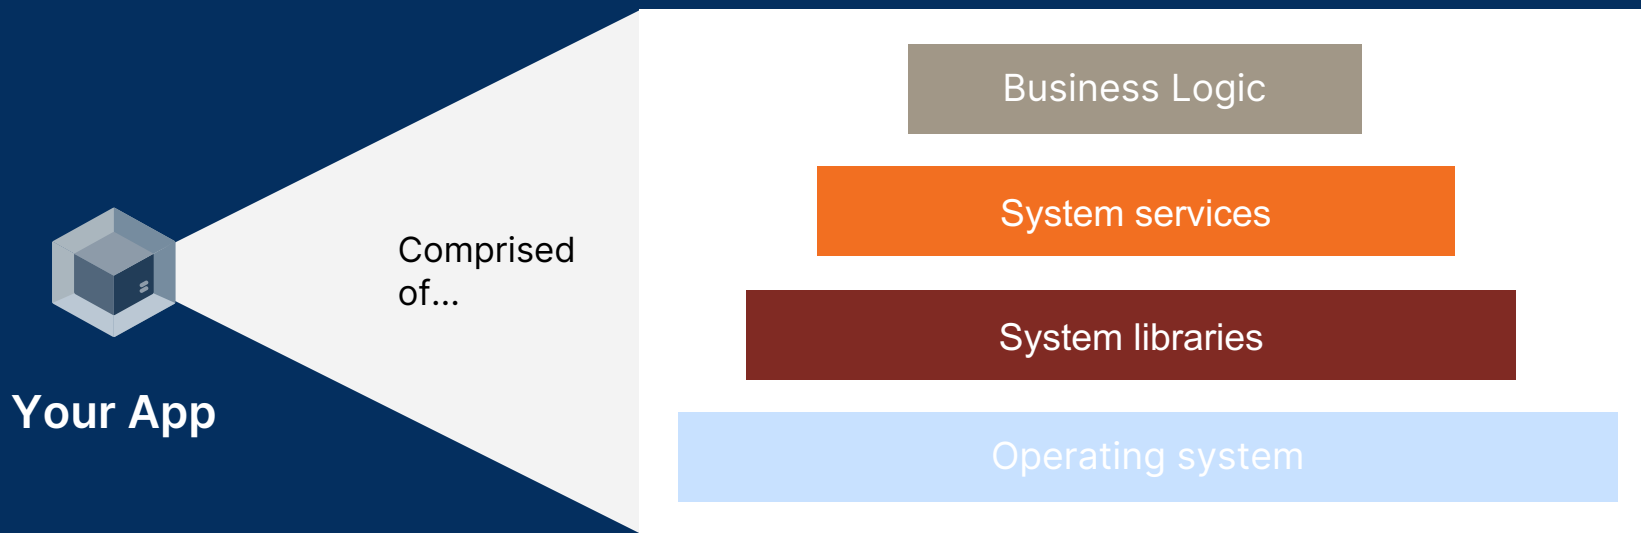 Business Logic
System services
Comprised
of...
System libraries
Your App
Operating system